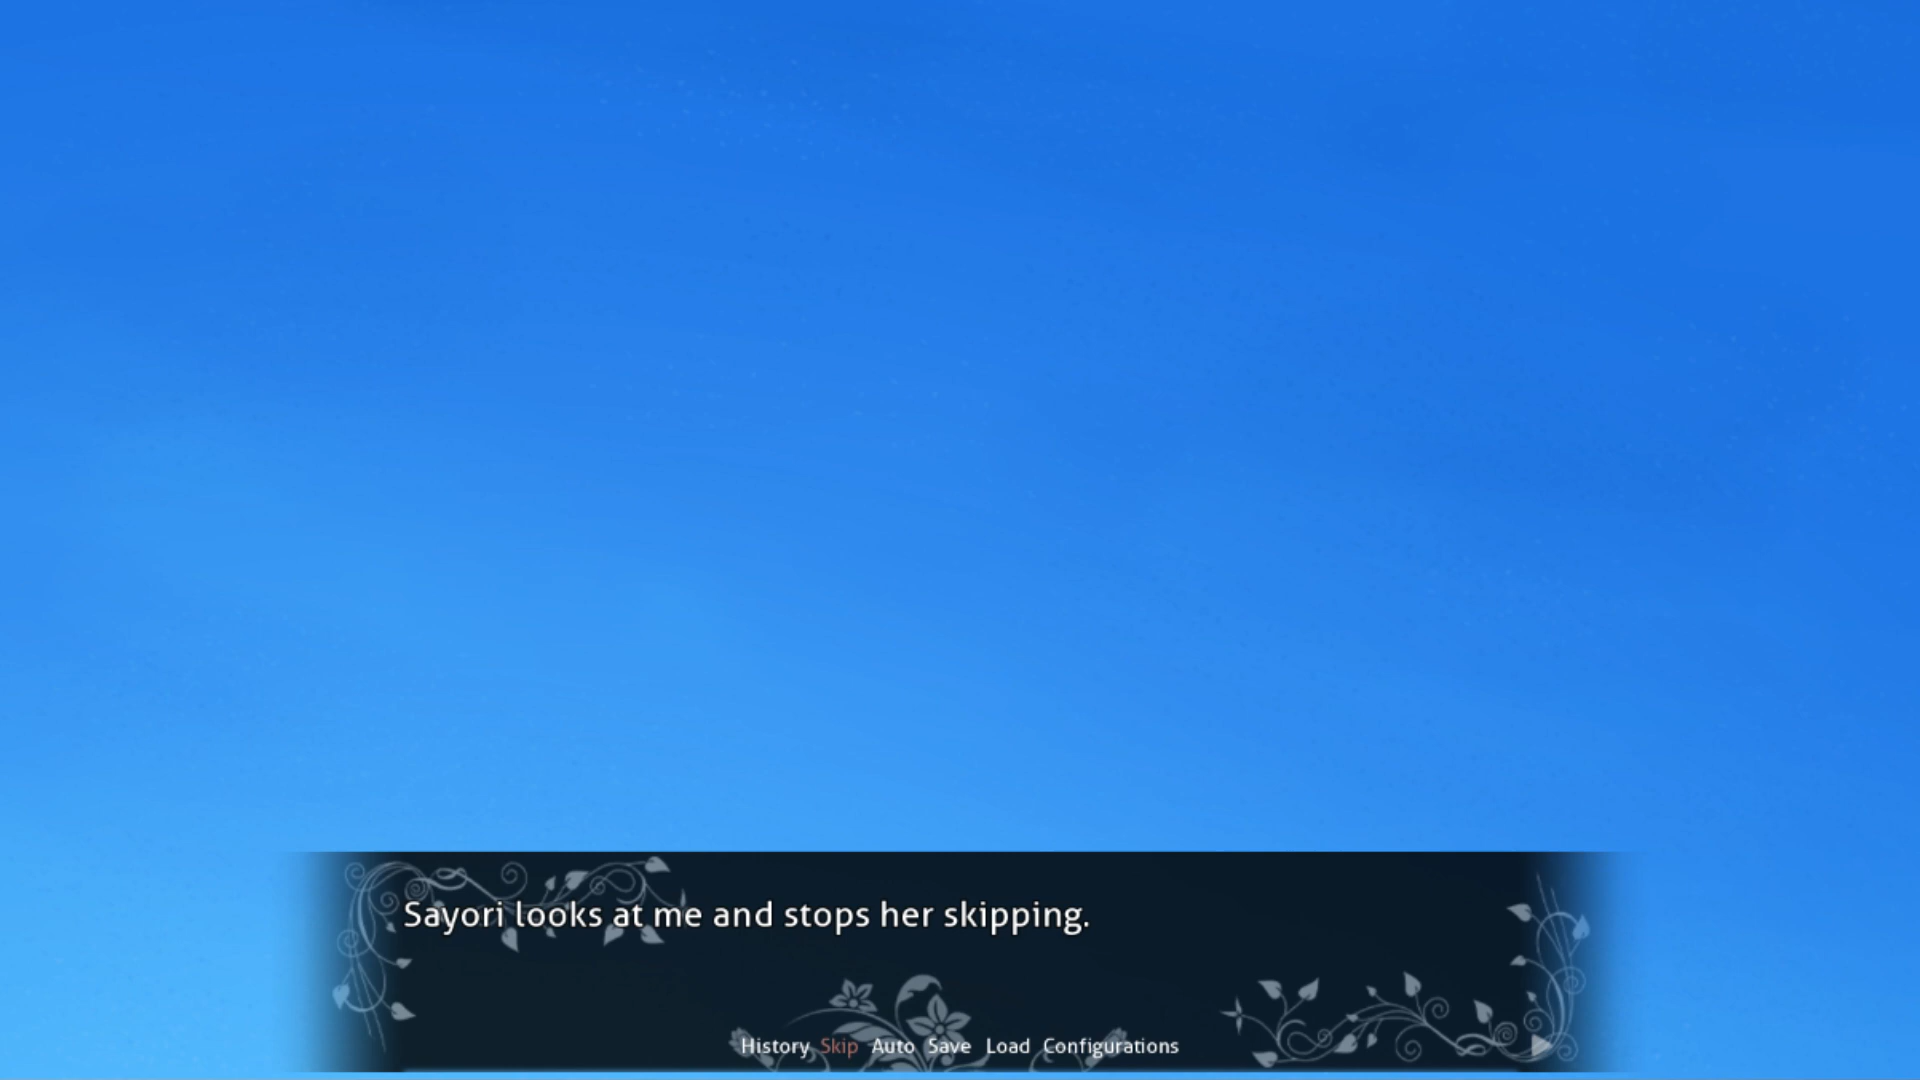 Sayori looks at me and stops her skipping.
History Skip Auto Save Load Configurations